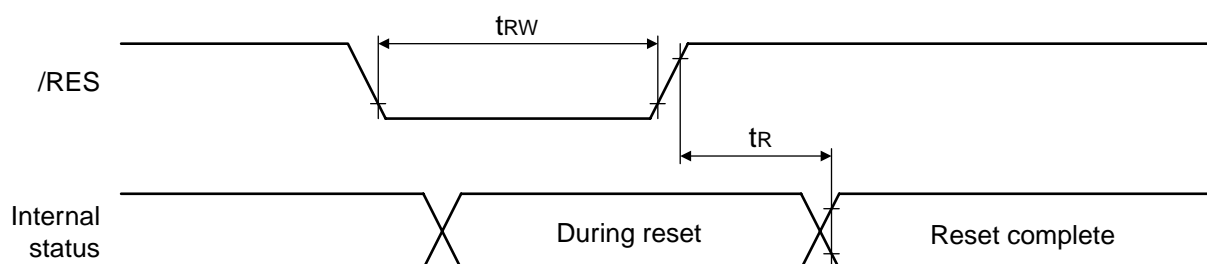 tRW
/RES
tR
Internal
status
During reset
Reset complete